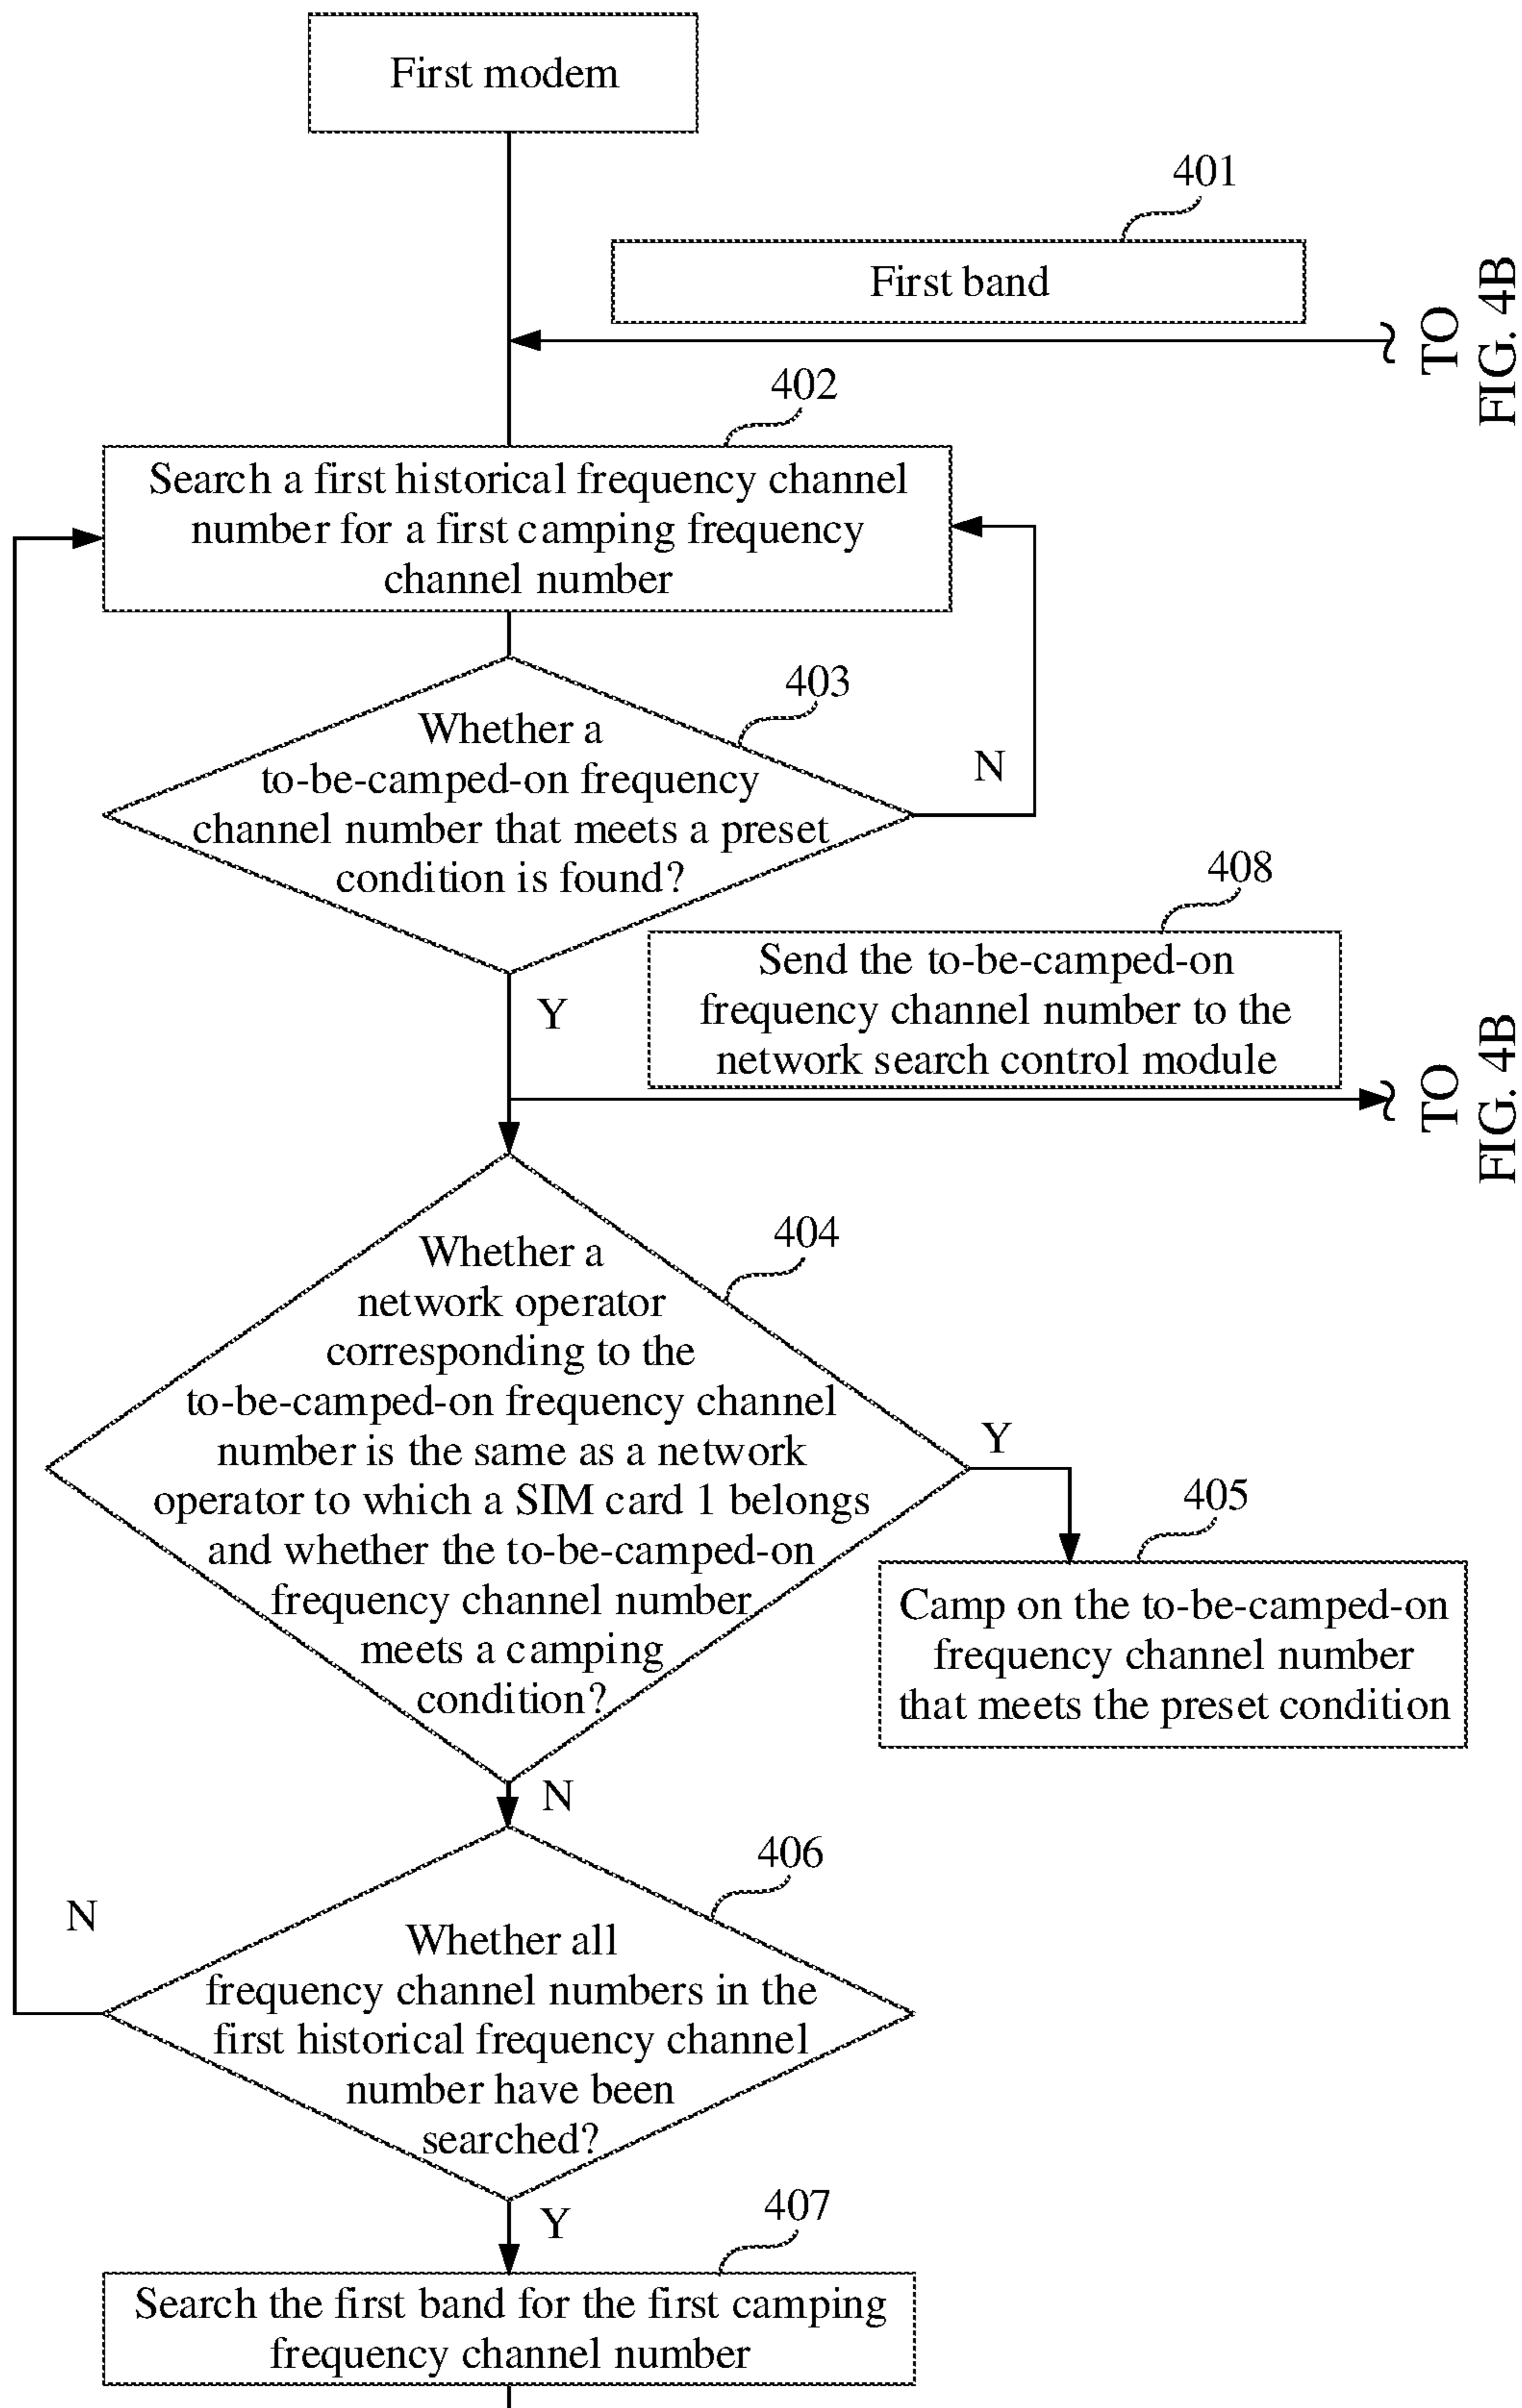 First modem
401
First band
TO
FIG. 4B
402
Search a first historical frequency channel
number for a first camping frequency
channel number
403
Whether a
to-be-camped-on frequency
channel number that meets a preset
condition is found?
N
408
Send the to-be-camped-on
frequency channel number to the
network search control module
Y
TO
FIG. 4B
404
Whether a
network operator
corresponding to the
to-be-camped-on frequency channel
number is the same as a network
operator to which a SIM card 1 belongs
and whether the to-be-camped-on
frequency channel number
meets a camping
condition?
Y
405
Camp on the to-be-camped-on
frequency channel number
that meets the preset condition
N
406
N
Whether all
frequency channel numbers in the
first historical frequency channel
number have been
searched?
Y
407
Search the first band for the first camping
frequency channel number